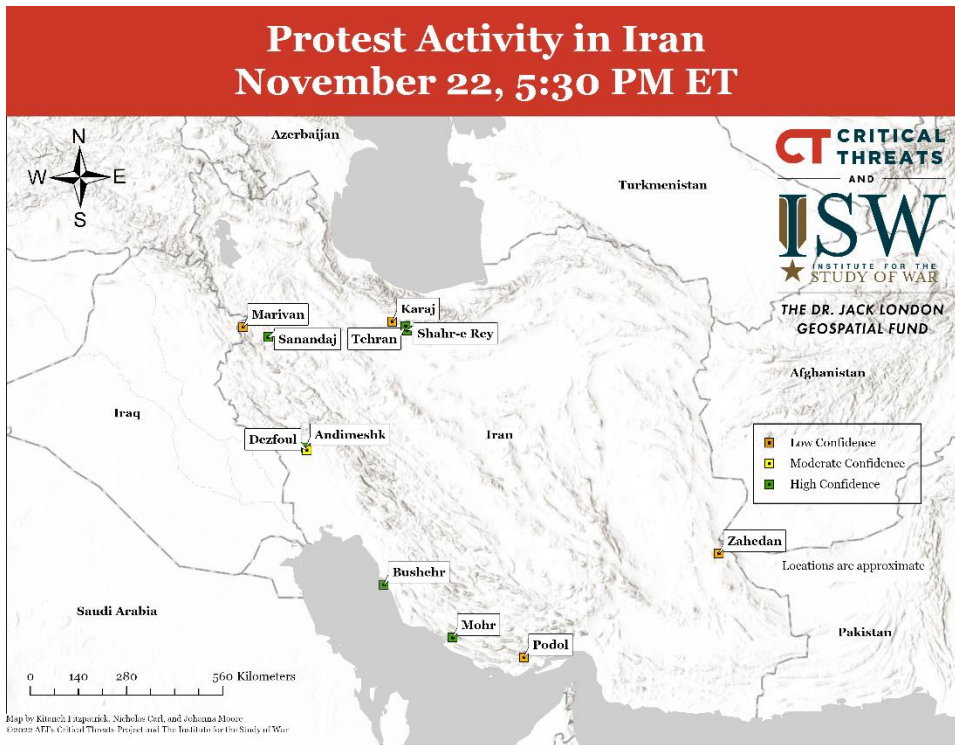 Protest Activity in Iran
November 22, 5:30 PM ET
N
W E
S
Azerbaijan
Turkmenistan
CT CRITICAL
THREATS
AND
ISW
INSTITUTE FOR THE
STUDY OF WAR
THE DR. JACK LONDON
GEOSPATIAL FUND
Karaj
Marivan
Tehran
Shahr-e Rey
Sanandaj
Afghanistan
Iraq
Dezfoul
Andimeshk
Iran
Low Confidence
Moderate Confidence
High Confidence
Zahedan
Locations are approximate
Bushehr
Saudi Arabia
Mohr
Podol
Pakistan
0 140 280 560 Kilometers
Map by Kitaneh Fitzpatrick, Nicholas Carl, and Johanna Moore
©2022 AEI's Critical Threats Project and The Institute for the Study of War